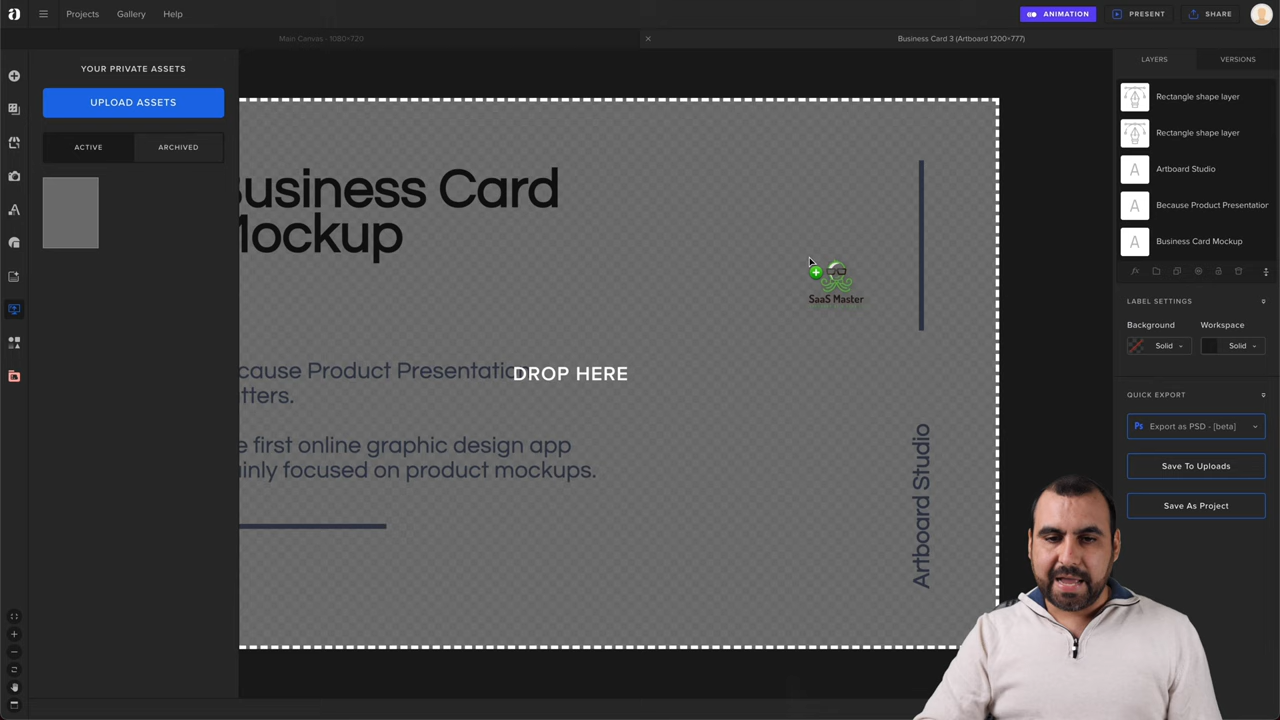 Projects
Gallery
Help
ANIMATION
PRESENT
SHARE
Main Canvas - 1080×720
Business Card 3 (Artboard 1200×777)
YOUR PRIVATE ASSETS
UPLOAD ASSETS
ACTIVE
ARCHIVED
usiness Card
Mockup
cause Product Presentation
tters.
e first online graphic design app
ainly focused on product mockups.
DROP HERE
SaaS Master
Artboard Studio
LAYERS
VERSIONS
Rectangle shape layer
Rectangle shape layer
A
Artboard Studio
A
Because Product Presentation
A
Business Card Mockup
fx
LABEL SETTINGS
Background
Workspace
Solid
Solid
QUICK EXPORT
Ps
Export as PSD - [beta]
Save To Uploads
Save As Project